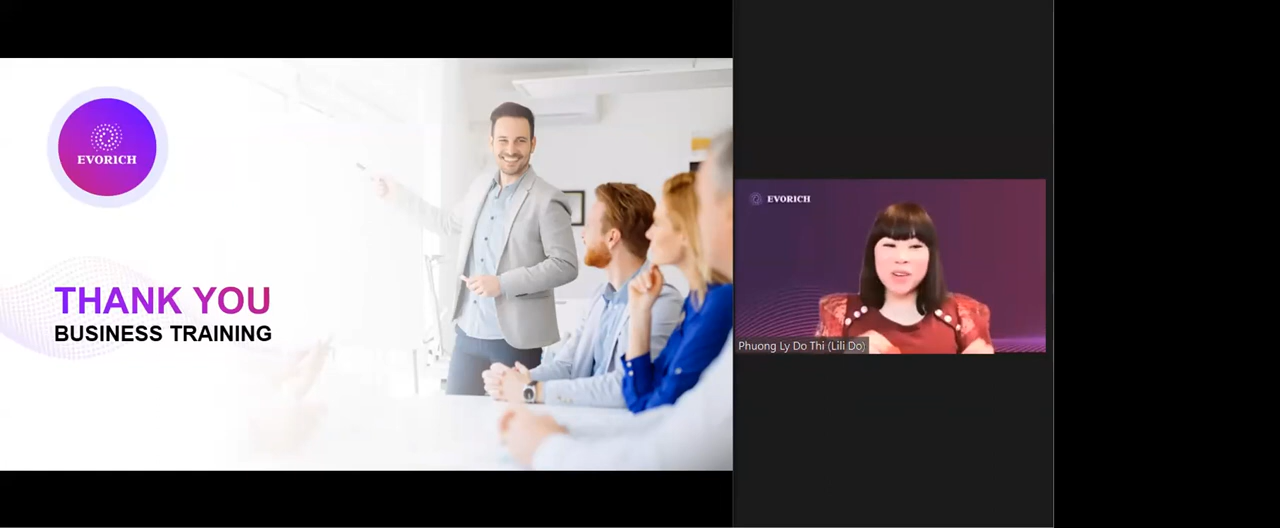 EVORICH
THANK YOU
BUSINESS TRAINING
EVORICH
Phuong Ly Do Thi (Lili Do)